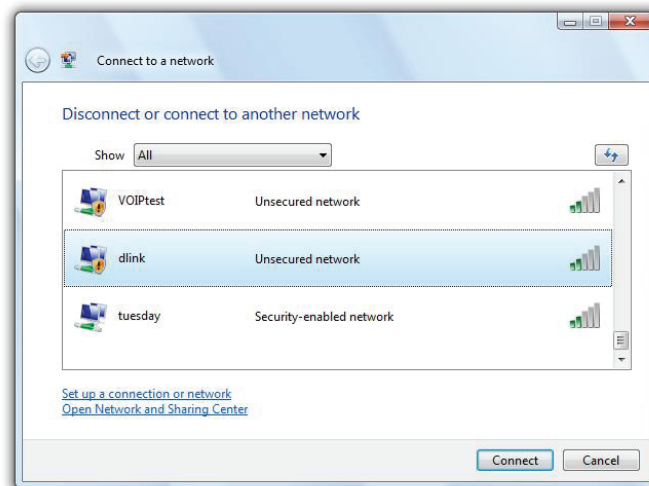 Connect to a network
Disconnect or connect to another network
Show All
VOIPtest Unsecured network
dlink Unsecured network
tuesday Security-enabled network
Set up a connection or network
Open Network and Sharing Center
Connect Cancel